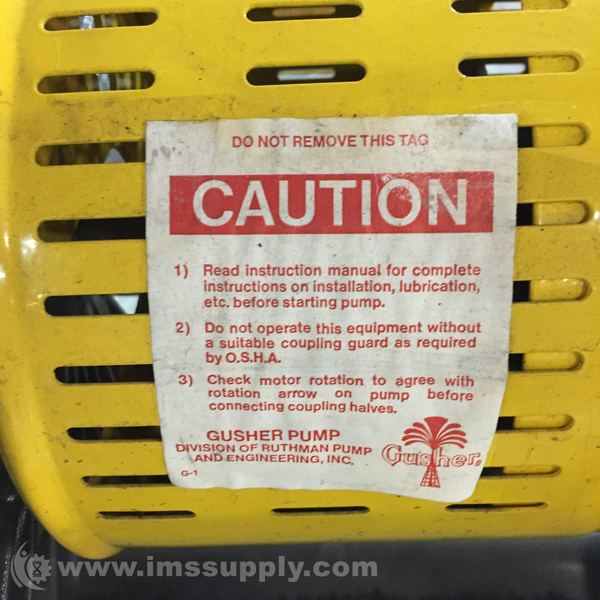 DO NOT REMOVE THIS TAG
CAUTION
1) Read instruction manual for complete
instructions on installation, lubrication,
etc. before starting pump.
2) Do not operate this equipment without
a suitable coupling guard as required
by O.S.H.A.
3) Check motor rotation to agree with
rotation arrow on pump before
connecting coupling halves.
GUSHER PUMP
DIVISION OF RUTHMAN PUMP
AND ENGINEERING, INC.
G-1
Gusher®
www.imssupply.com